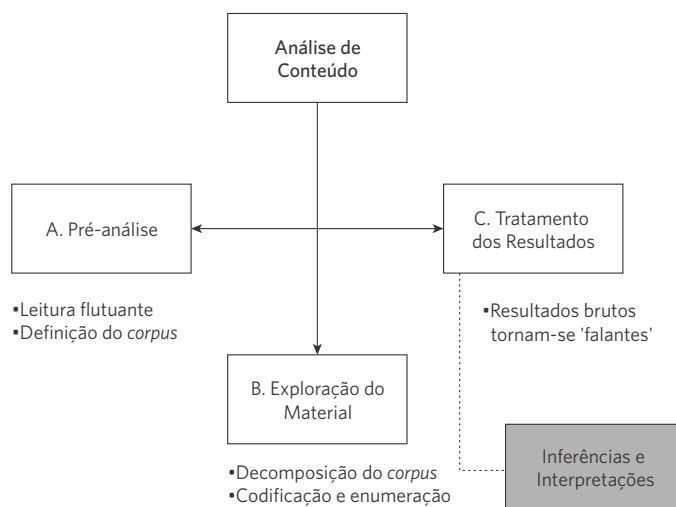 Análise de
Conteúdo
A. Pré-análise
C. Tratamento
dos Resultados
•Leitura flutuante
•Definição do corpus
•Resultados brutos
tornam-se 'falantes'
B. Exploração do
Material
•Decomposição do corpus
•Codificação e enumeração
Inferências e
Interpretações